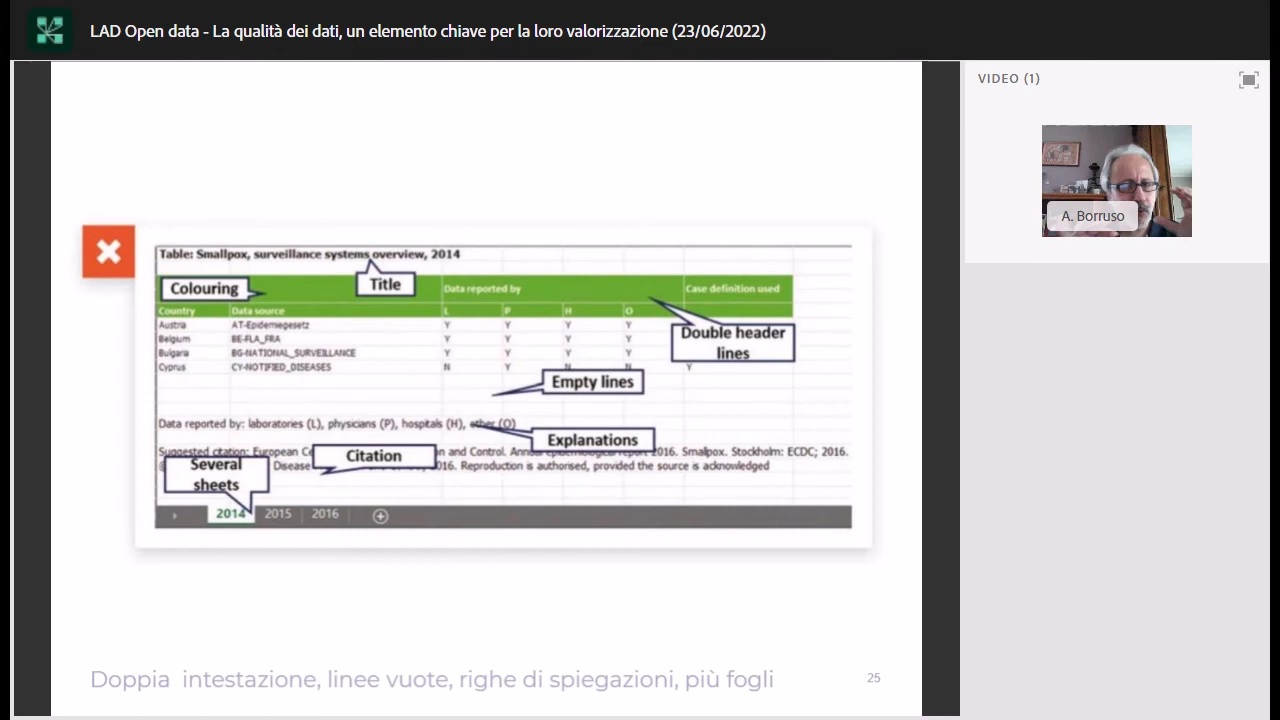 LAD Open data - La qualità dei dati, un elemento chiave per la loro valorizzazione (23/06/2022)
VIDEO (1)
A. Borruso
Table: Smallpox, surveillance systems overview, 2014
Title
Colouring
Data reported by
Case definition used
Country Data source L P H O
Austria AT-Epidemiegesetz Y Y Y Y
Double header
lines
Belgium BE-FLA_FRA Y Y Y Y
Bulgaria BG-NATIONAL_SURVEILLANCE Y Y Y Y
Cyprus CY-NOTIFIED_DISEASES N Y N N Y
Empty lines
Data reported by: laboratories (L), physicians (P), hospitals (H), other (O)
Explanations
Suggested citation: European and Control. Annual epidemiological report 2016. Smallpox. Stockholm: ECDC; 2016.
Citation
Disease 2016. Reproduction is authorised, provided the source is acknowledged
Several
sheets
2014 2015 2016
Doppia intestazione, linee vuote, righe di spiegazioni, più fogli
25